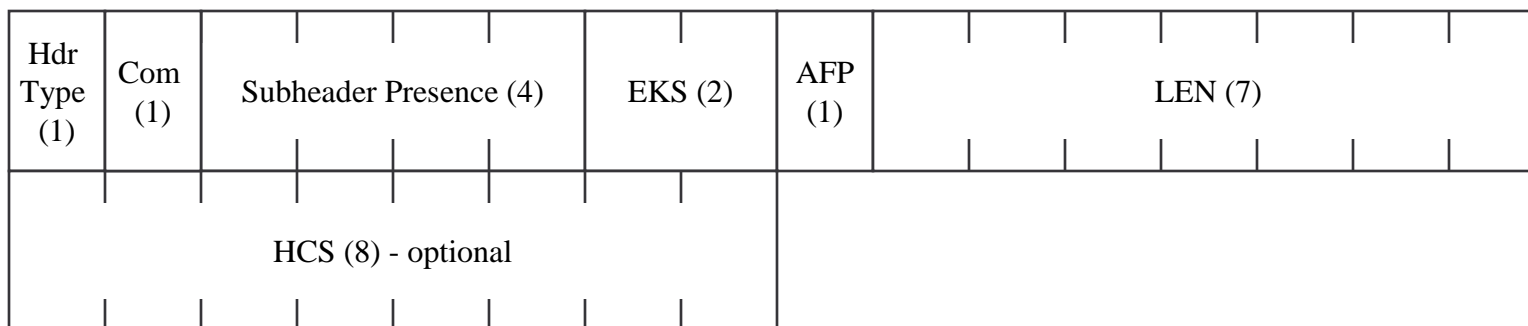 Hdr
Type
(1)
Com
(1)
Subheader Presence (4)
EKS (2)
AFP
(1)
LEN (7)
HCS (8) - optional